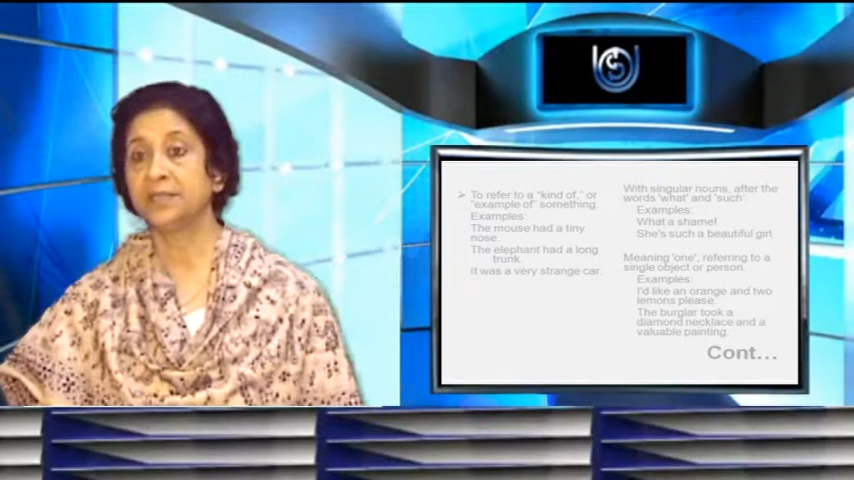 ➢ To refer to a “kind of,” or
“example of” something.
Examples:
The mouse had a tiny
nose.
The elephant had a long
trunk.
It was a very strange car.
With singular nouns, after the
words 'what' and 'such'.
Examples:
What a shame!
She's such a beautiful girl.
Meaning 'one', referring to a
single object or person.
Examples:
I'd like an orange and two
lemons please.
The burglar took a
diamond necklace and a
valuable painting.
Cont...